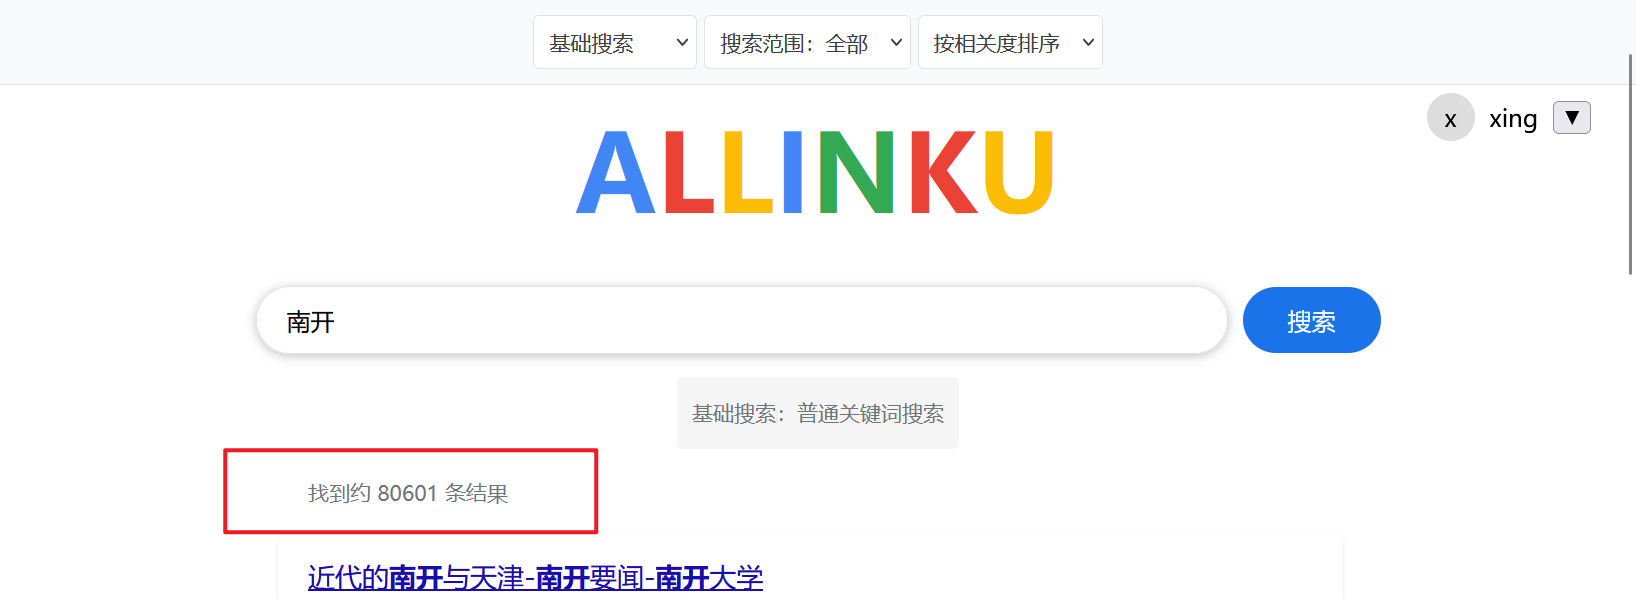 基础搜索 搜索范围：全部 按相关度排序
x xing ▼
ALLINKU
南开 搜索
基础搜索：普通关键词搜索
找到约 80601 条结果
近代的南开与天津-南开要闻-南开大学